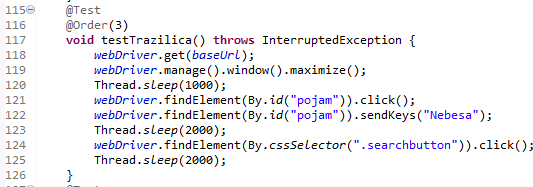 115 @Test
116 @Order(3)
117 void testTrazilica() throws InterruptedException {
118 webDriver.get(baseUrl);
119 webDriver.manage().window().maximize();
120 Thread.sleep(1000);
121 webDriver.findElement(By.id("pojam")).click();
122 webDriver.findElement(By.id("pojam")).sendKeys("Nebesa");
123 Thread.sleep(2000);
124 webDriver.findElement(By.cssSelector(".searchbutton")).click();
125 Thread.sleep(2000);
126 }